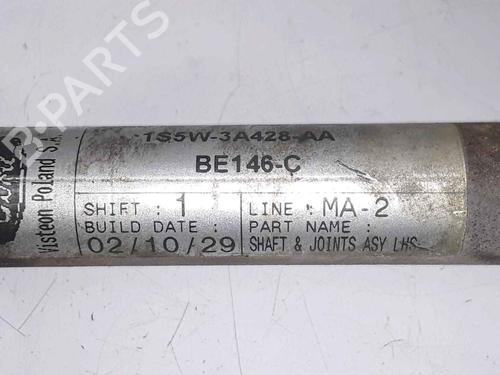 1S5W-3A428-AA
BE146-C
SHIFT : 1
LINE : MA-2
BUILD DATE :
PART NAME :
02/10/29
SHAFT & JOINTS ASY LHS
Visteon Poland S.A
B-PARTS